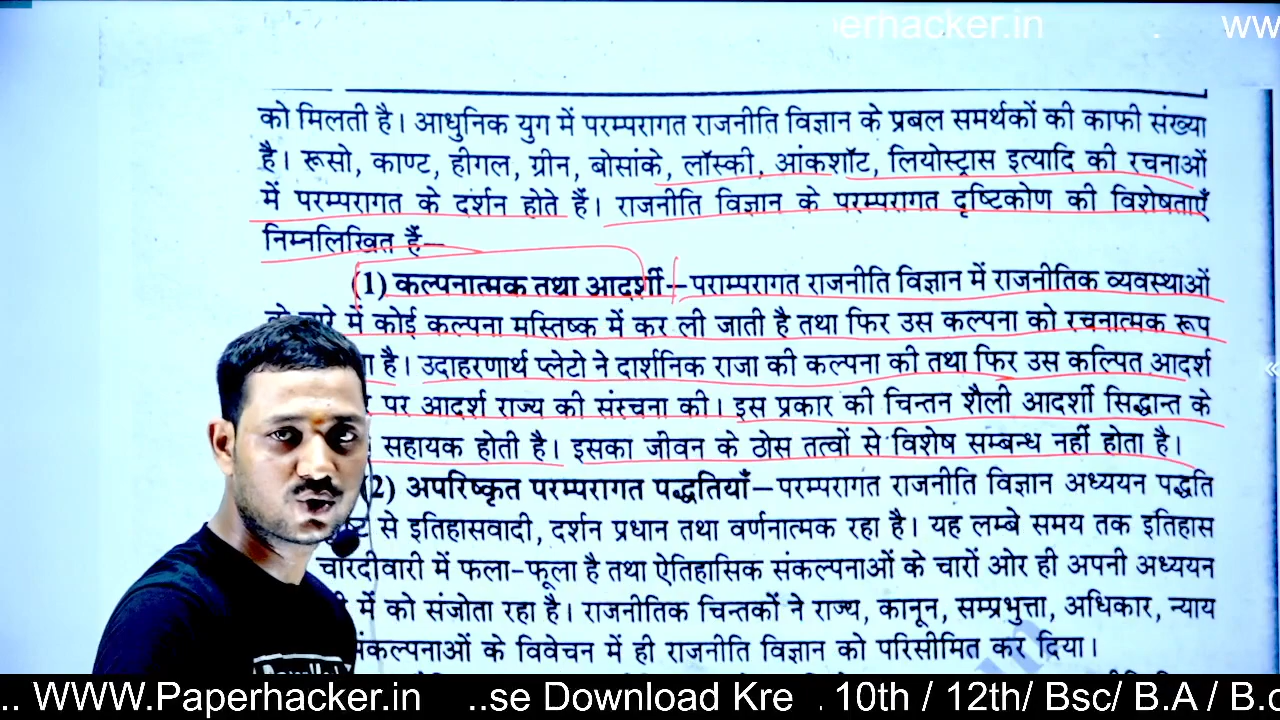 erhacker.in . ww
को मिलती है। आधुनिक युग में परम्परागत राजनीति विज्ञान के प्रबल समर्थकों की काफी संख्या
है। रूसो, काण्ट, हीगल, ग्रीन, बोसांके, लॉस्की, आंकशॉट, लियोस्ट्रास इत्यादि की रचनाओं
में परम्परागत के दर्शन होते हैं। राजनीति विज्ञान के परम्परागत दृष्टिकोण की विशेषताएँ
निम्नलिखित हैं—
(1) कल्पनात्मक तथा आदर्शी—पराम्परागत राजनीति विज्ञान में राजनीतिक व्यवस्थाओं
में कोई कल्पना मस्तिष्क में कर ली जाती है तथा फिर उस कल्पना को रचनात्मक रूप
है। उदाहरणार्थ प्लेटो ने दार्शनिक राजा की कल्पना की तथा फिर उस कल्पित आदर्श
पर आदर्श राज्य की संरचना की। इस प्रकार की चिन्तन शैली आदर्शी सिद्धान्त के
सहायक होती है। इसका जीवन के ठोस तत्वों से विशेष सम्बन्ध नहीं होता है।
(2) अपरिष्कृत परम्परागत पद्धतियाँ—परम्परागत राजनीति विज्ञान अध्ययन पद्धति
से इतिहासवादी, दर्शन प्रधान तथा वर्णनात्मक रहा है। यह लम्बे समय तक इतिहास
चारदीवारी में फला-फूला है तथा ऐतिहासिक संकल्पनाओं के चारों ओर ही अपनी अध्ययन
में को संजोता रहा है। राजनीतिक चिन्तकों ने राज्य, कानून, सम्प्रभुत्ता, अधिकार, न्याय
संकल्पनाओं के विवेचन में ही राजनीति विज्ञान को परिसीमित कर दिया।
.. WWW.Paperhacker.in ..se Download Kre . 10th / 12th/ Bsc/ B.A / B.c